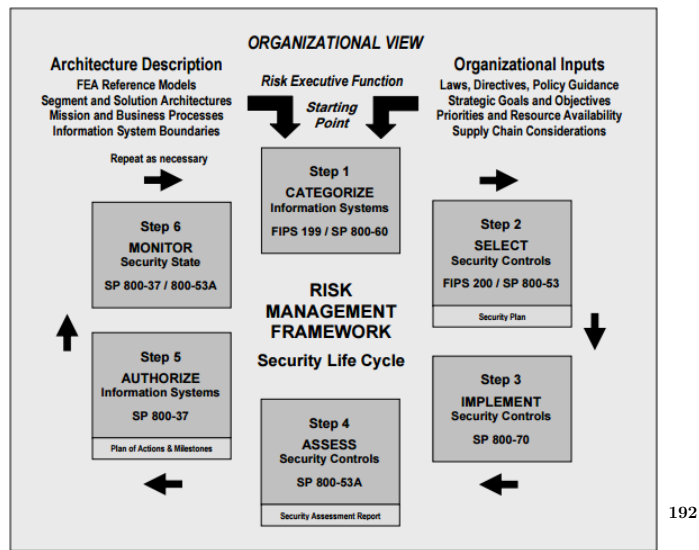 ORGANIZATIONAL VIEW
Architecture Description
FEA Reference Models
Segment and Solution Architectures
Mission and Business Processes
Information System Boundaries
Risk Executive Function
Starting
Point
Organizational Inputs
Laws, Directives, Policy Guidance
Strategic Goals and Objectives
Priorities and Resource Availability
Supply Chain Considerations
Repeat as necessary
Step 1
CATEGORIZE
Information Systems
FIPS 199 / SP 800-60
Step 2
SELECT
Security Controls
FIPS 200 / SP 800-53
Security Plan
Step 3
IMPLEMENT
Security Controls
SP 800-70
Step 4
ASSESS
Security Controls
SP 800-53A
Security Assessment Report
Step 5
AUTHORIZE
Information Systems
SP 800-37
Plan of Actions & Milestones
Step 6
MONITOR
Security State
SP 800-37 / 800-53A
RISK
MANAGEMENT
FRAMEWORK
Security Life Cycle
192